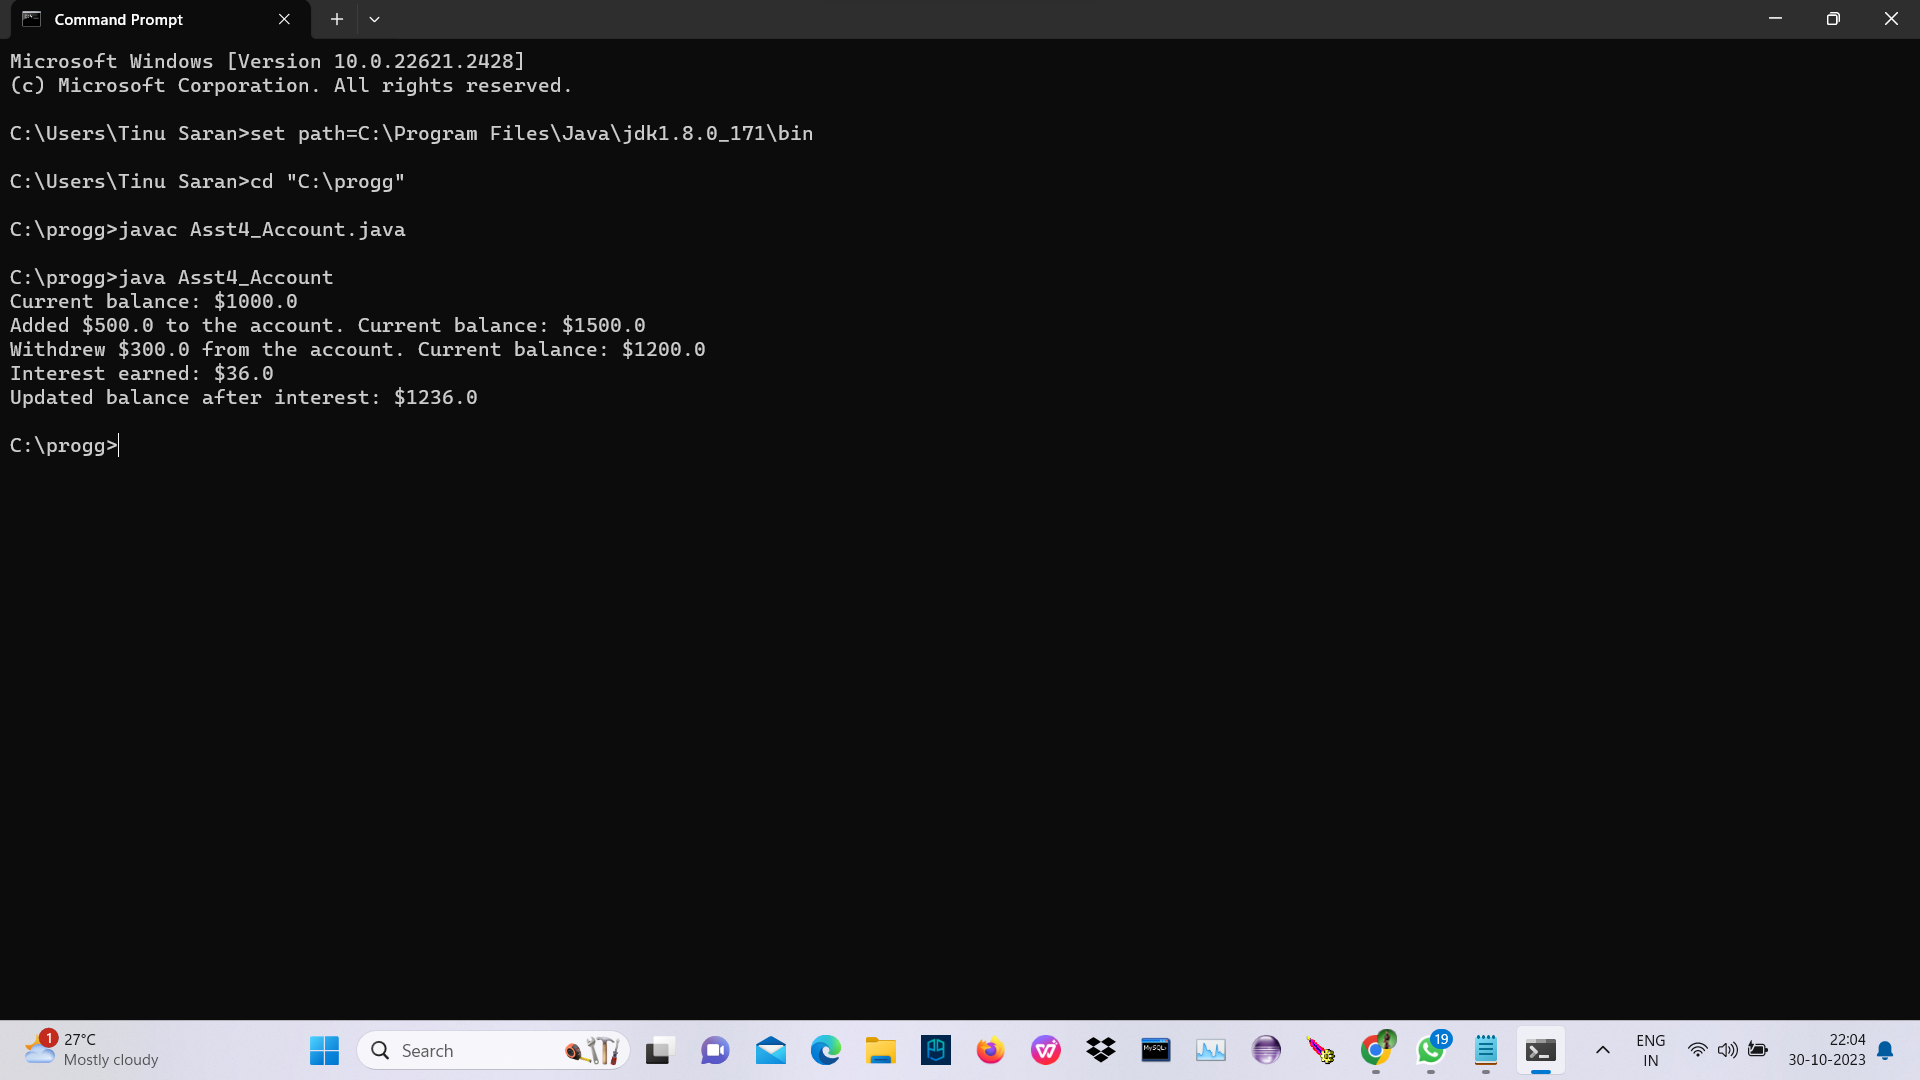 Command Prompt
Microsoft Windows [Version 10.0.22621.2428]
(c) Microsoft Corporation. All rights reserved.
C:\Users\Tinu Saran>set path=C:\Program Files\Java\jdk1.8.0_171\bin
C:\Users\Tinu Saran>cd "C:\progg"
C:\progg>javac Asst4_Account.java
C:\progg>java Asst4_Account
Current balance: $1000.0
Added $500.0 to the account. Current balance: $1500.0
Withdrew $300.0 from the account. Current balance: $1200.0
Interest earned: $36.0
Updated balance after interest: $1236.0
C:\progg>
1
27°C
Mostly cloudy
Search
MySQL
19
ENG
IN
22:04
30-10-2023